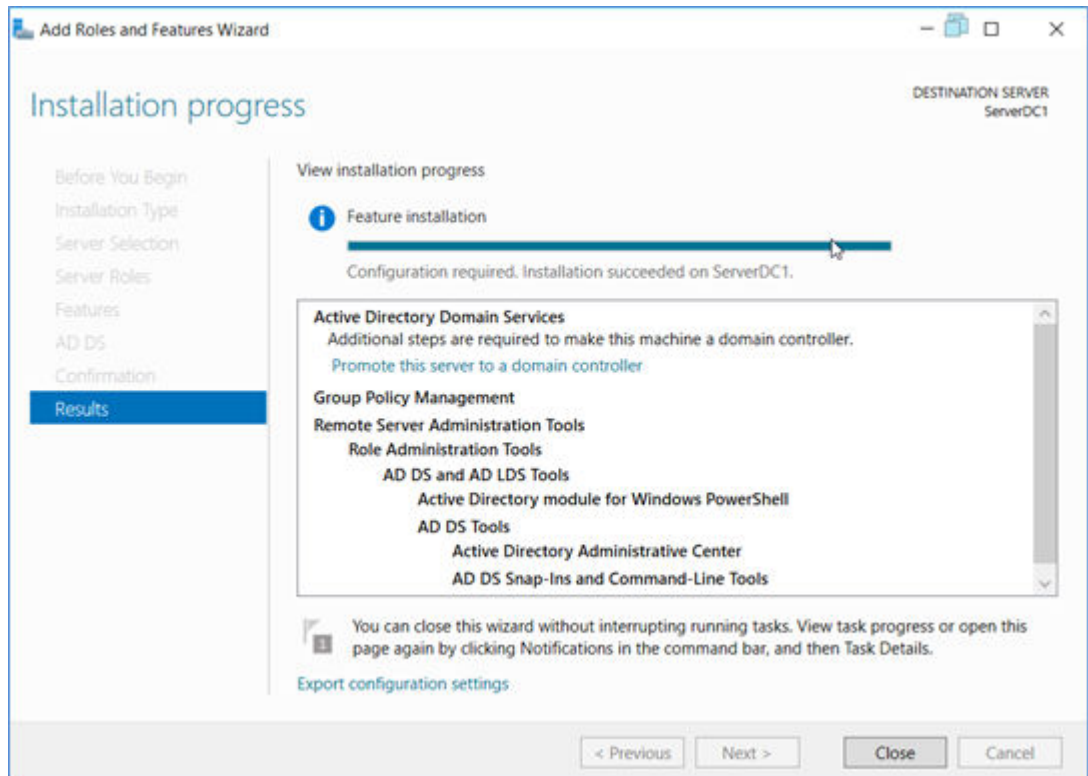 Add Roles and Features Wizard
Installation progress
DESTINATION SERVER
ServerDC1
Before You Begin
Installation Type
Server Selection
Server Roles
Features
AD DS
Confirmation
Results
View installation progress
Feature installation
Configuration required. Installation succeeded on ServerDC1.
Active Directory Domain Services
Additional steps are required to make this machine a domain controller.
Promote this server to a domain controller
Group Policy Management
Remote Server Administration Tools
Role Administration Tools
AD DS and AD LDS Tools
Active Directory module for Windows PowerShell
AD DS Tools
Active Directory Administrative Center
AD DS Snap-Ins and Command-Line Tools
1
You can close this wizard without interrupting running tasks. View task progress or open this
page again by clicking Notifications in the command bar, and then Task Details.
Export configuration settings
< Previous
Next >
Close
Cancel